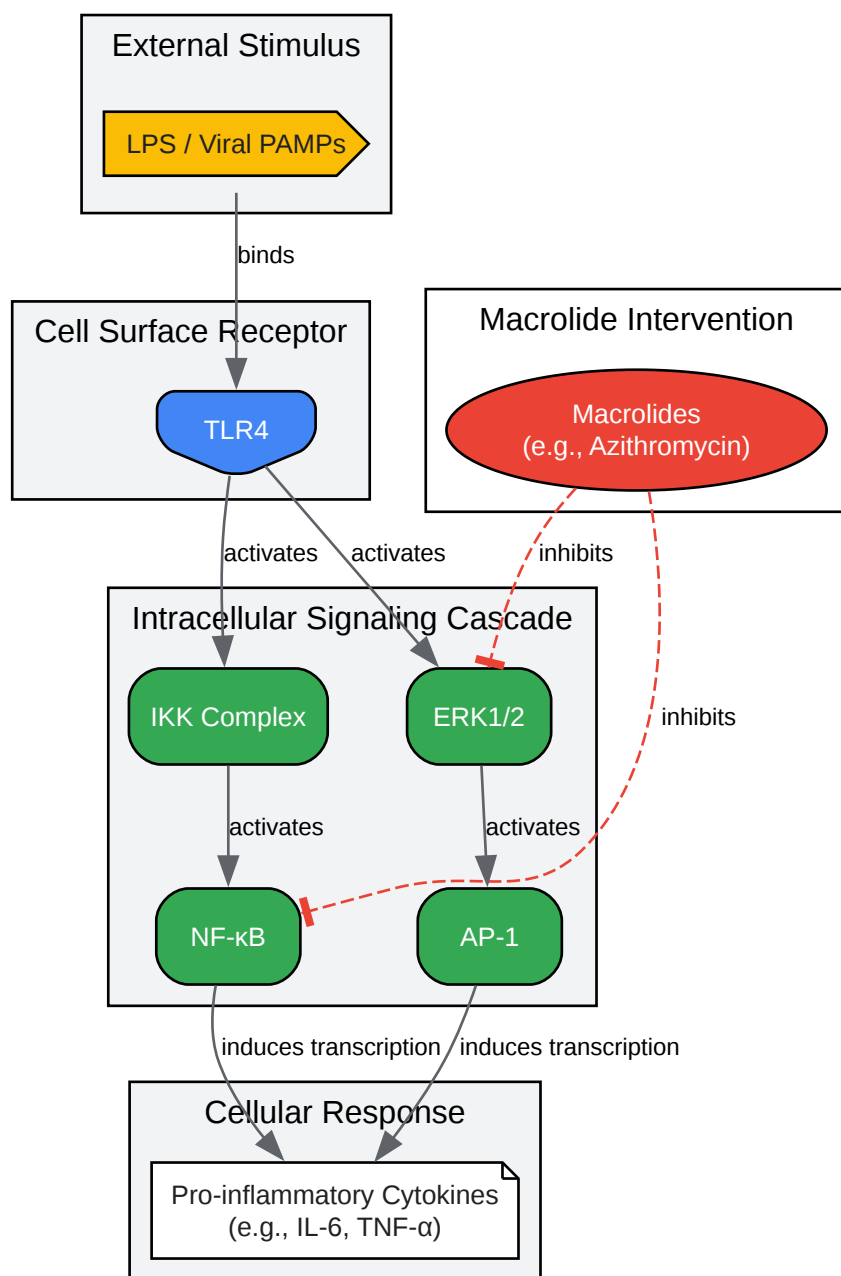 External Stimulus
LPS / Viral PAMPs
binds
Cell Surface Receptor
TLR4
Macrolide Intervention
Macrolides
(e.g., Azithromycin)
activates
activates
inhibits
Intracellular Signaling Cascade
IKK Complex
ERK1/2
inhibits
activates
activates
NF-κB
AP-1
induces transcription
induces transcription
Cellular Response
Pro-inflammatory Cytokines
(e.g., IL-6, TNF-α)